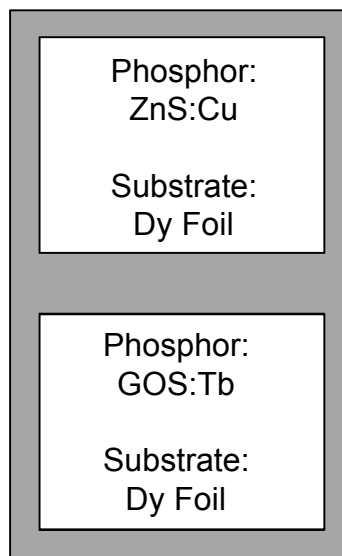 Phosphor:
ZnS:Cu
Substrate:
Dy Foil
Phosphor:
GOS:Tb
Substrate:
Dy Foil